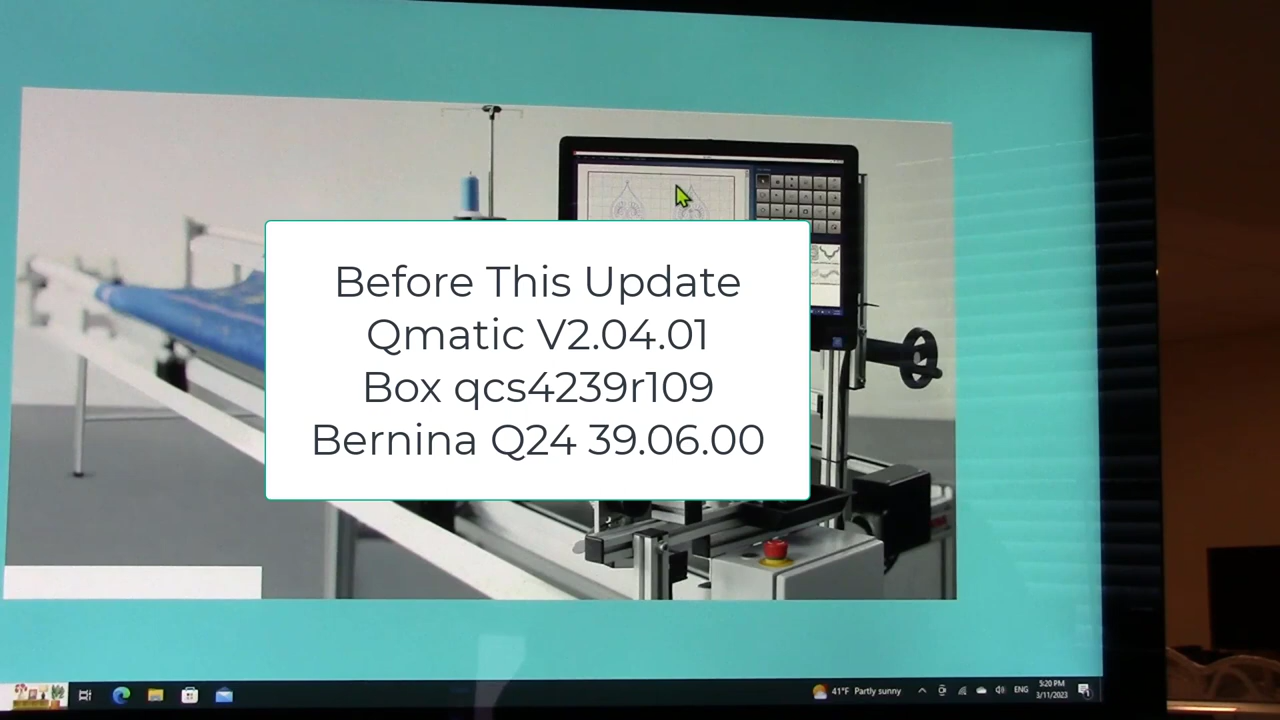 Before This Update
Qmatic V2.04.01
Box qcs4239r109
Bernina Q24 39.06.00
41°F Partly sunny
ENG
5:20 PM
3/11/2023